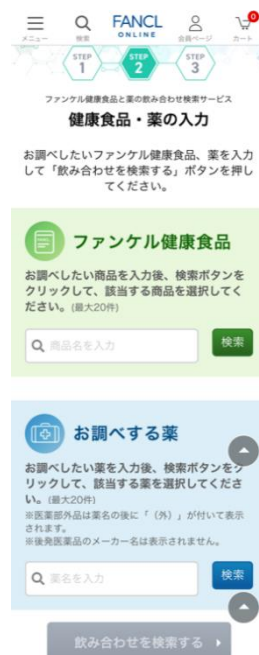 メニュー
検索
FANCL
ONLINE
会員ページ
カート
0
STEP
1
STEP
2
STEP
3
ファンケル健康食品と薬の飲み合わせ検索サービス
健康食品・薬の入力
お調べしたいファンケル健康食品、薬を入力
して「飲み合わせを検索する」ボタンを押し
てください。
ファンケル健康食品
お調べしたい商品を入力後、検索ボタンを
クリックして、該当する商品を選択してく
ださい。(最大20件)
商品名を入力
検索
お調べする薬
お調べしたい薬を入力後、検索ボタンをク
リックして、該当する薬を選択してくださ
い。(最大20件)
※医薬部外品は薬名の後に「（外）」が付いて表示
されます。
※後発医薬品のメーカー名は表示されません。
薬名を入力
検索
飲み合わせを検索する